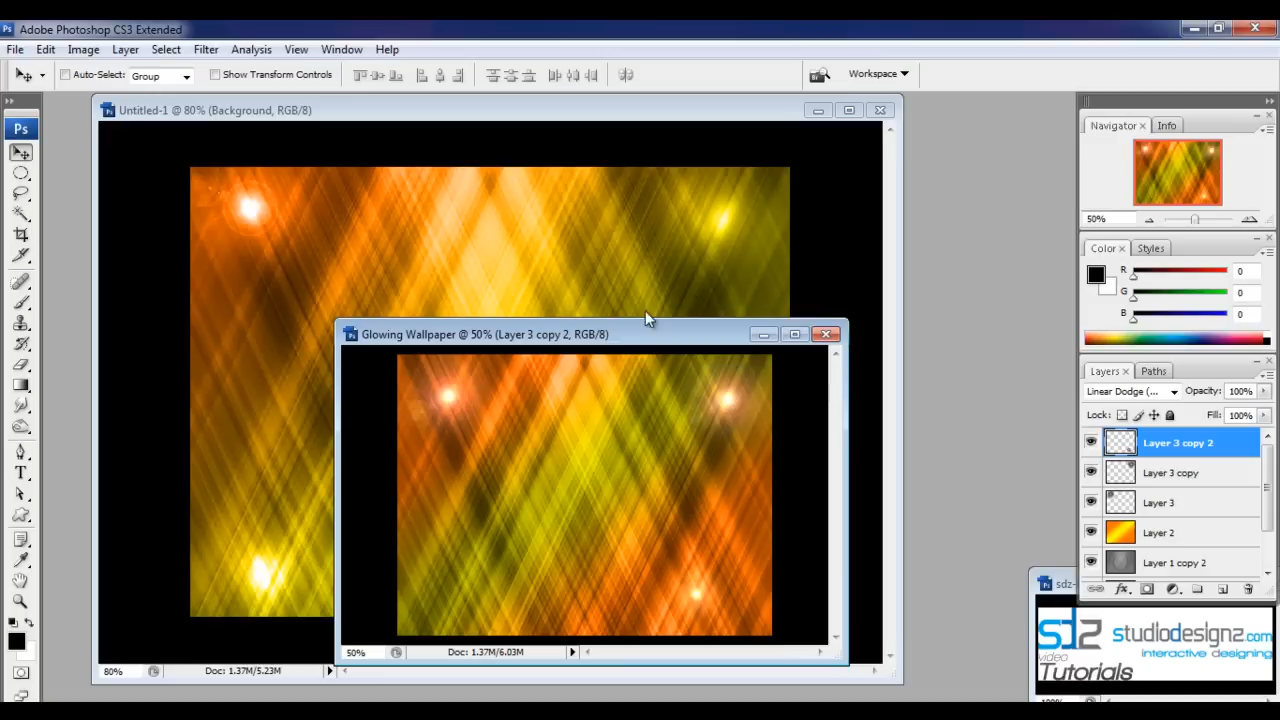 Adobe Photoshop CS3 Extended
File Edit Image Layer Select Filter Analysis View Window Help
Auto-Select: Group Show Transform Controls Workspace
Untitled-1 @ 80% (Background, RGB/8)
Ps
Navigator Info
50%
Color Styles
R 0
G 0
B 0
Glowing Wallpaper @ 50% (Layer 3 copy 2, RGB/8)
Layers Paths
Linear Dodge (... Opacity: 100%
Lock: Fill: 100%
Layer 3 copy 2
Layer 3 copy
Layer 3
Layer 2
Layer 1 copy 2
50% Doc: 1.37M/6.03M
80% Doc: 1.37M/5.23M
sdz-
sdz studiodesignz.com
interactive designing
video
Tutorials